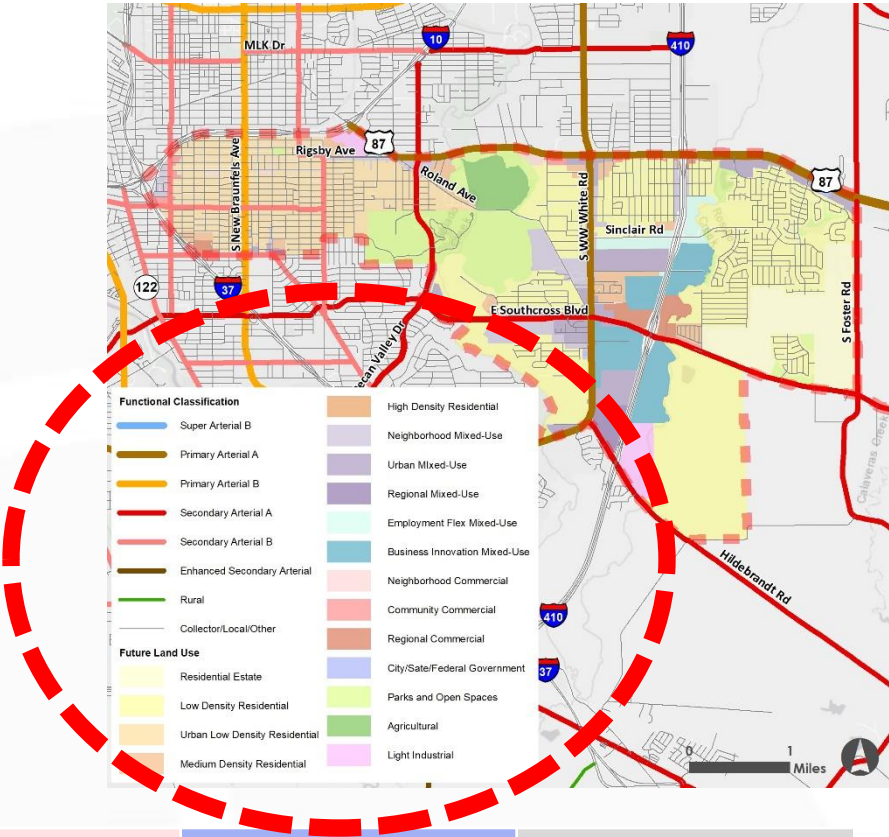 MLK Dr
10
410
S New Braunfels Ave
Rigsby Ave
87
Roland Ave
S WW White Rd
87
Sinclair Rd
S Foster Rd
122
37
E Southcross Blvd
ecan Valley Dr
Calaveras Creek
Hildebrandt Rd
410
37
Functional Classification
Super Arterial B
Primary Arterial A
Primary Arterial B
Secondary Arterial A
Secondary Arterial B
Enhanced Secondary Arterial
Rural
Collector/Local/Other
Future Land Use
Residential Estate
Low Density Residential
Urban Low Density Residential
Medium Density Residential
High Density Residential
Neighborhood Mixed-Use
Urban MIxed-Use
Regional Mixed-Use
Employment Flex Mixed-Use
Business Innovation Mixed-Use
Neighborhood Commercial
Community Commercial
Regional Commercial
City/Sate/Federal Government
Parks and Open Spaces
Agricultural
Light Industrial
0 1
Miles